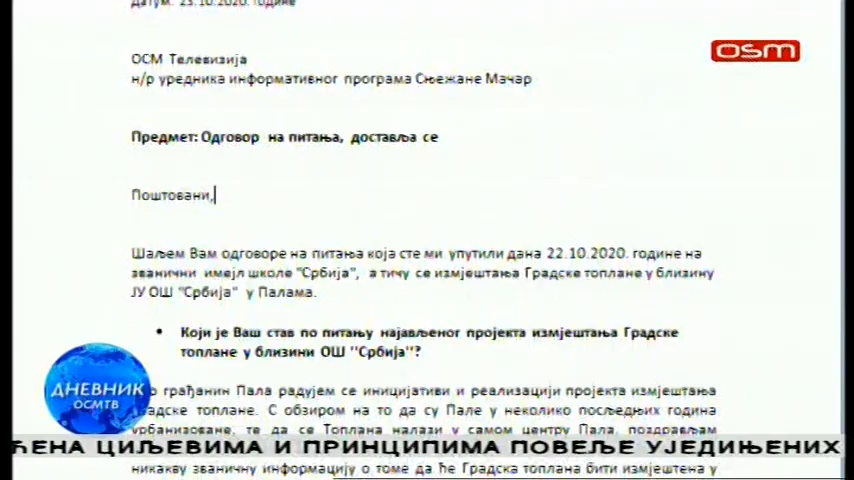 датум: 23.10.2020. године
ОСМ Телевизија
osm
н/р уредника информативног програма Сњежане Мачар
Предмет: Одговор на питања, доставља се
Поштовани,
Шаљем Вам одговоре на питања која сте ми упутили дана 22.10.2020. године на
званични имејл школе "Србија", а тичу се измјештања Градске топлане у близину
ЈУ ОШ "Србија" у Палама.
• Који је Ваш став по питању најављеног пројекта измјештања Градске
топлане у близини ОШ ''Србија''?
грађанин Пала радујем се иницијативи и реализацији пројекта измјештања
топлане. С обзиром на то да су Пале у неколико посљедњих година
урбанизоване, те да се Топлана налази у самом центру Пала, поздрављам
ДНЕВНИК
ОСМТВ
ЋЕНА ЦИЉЕВИМА И ПРИНЦИПИМА ПОВЕЉЕ УЈЕДИЊЕНИХ
никакву званичну информацију о томе да ће Градска топлана бити измјештена у